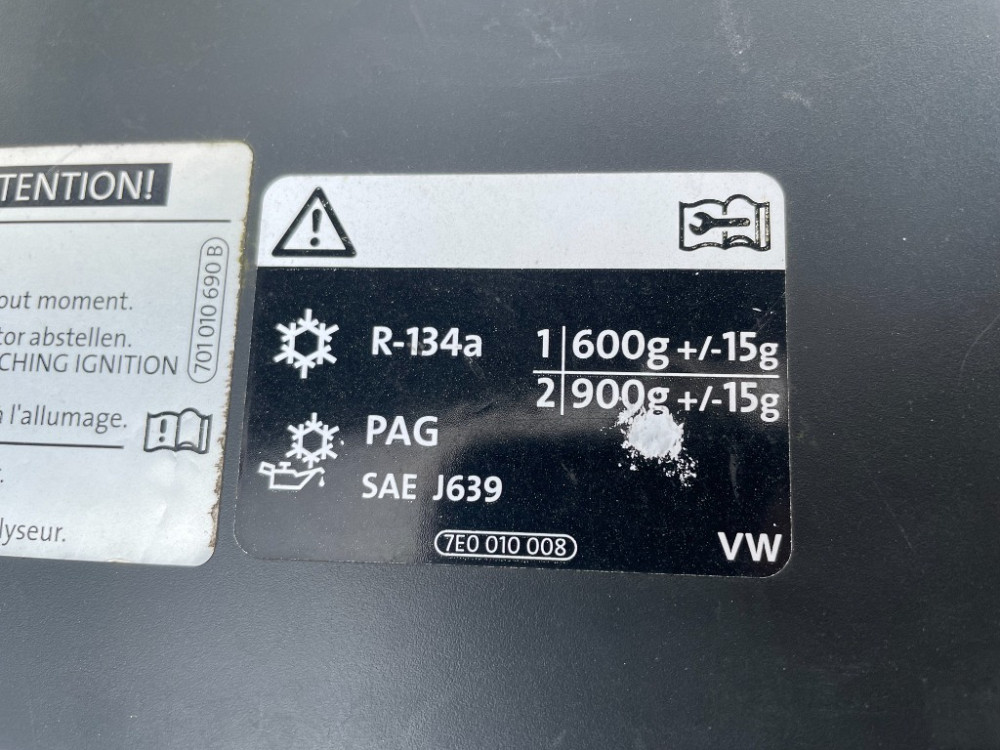 TENTION!
out moment.
tor abstellen.
CHING IGNITION
l'allumage.
lyseur.
701 010 690 B
R-134a
1 600g +/-15g
2 900g +/-15g
PAG
SAE J639
7E0 010 008
VW